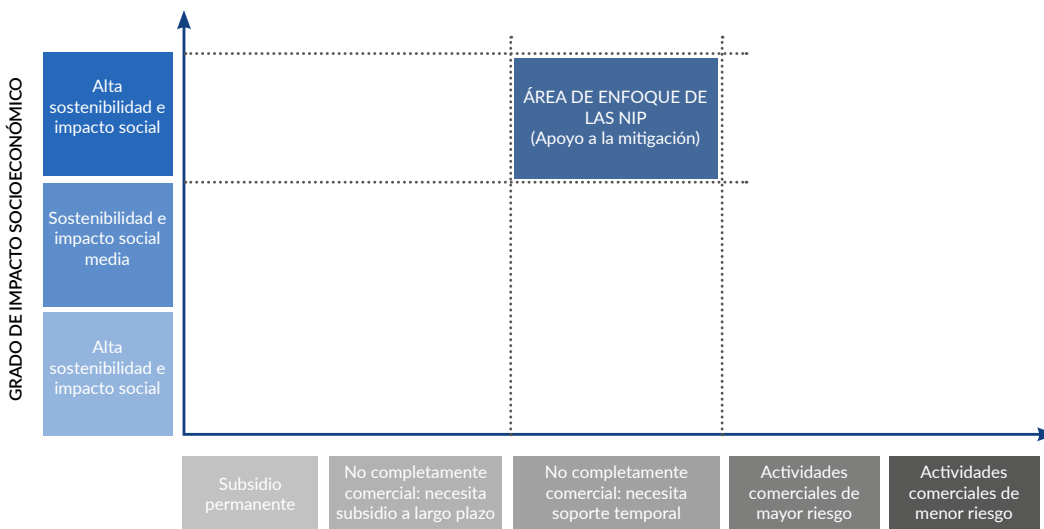 GRADO DE IMPACTO SOCIOECONÓMICO
Alta
sostenibilidad e
impacto social
ÁREA DE ENFOQUE DE
LAS NIP
(Apoyo a la mitigación)
Sostenibilidad e
impacto social
media
Alta
sostenibilidad e
impacto social
Subsidio
permanente
No completamente
comercial: necesita
subsidio a largo plazo
No completamente
comercial: necesita
soporte temporal
Actividades
comerciales de
mayor riesgo
Actividades
comerciales de
menor riesgo